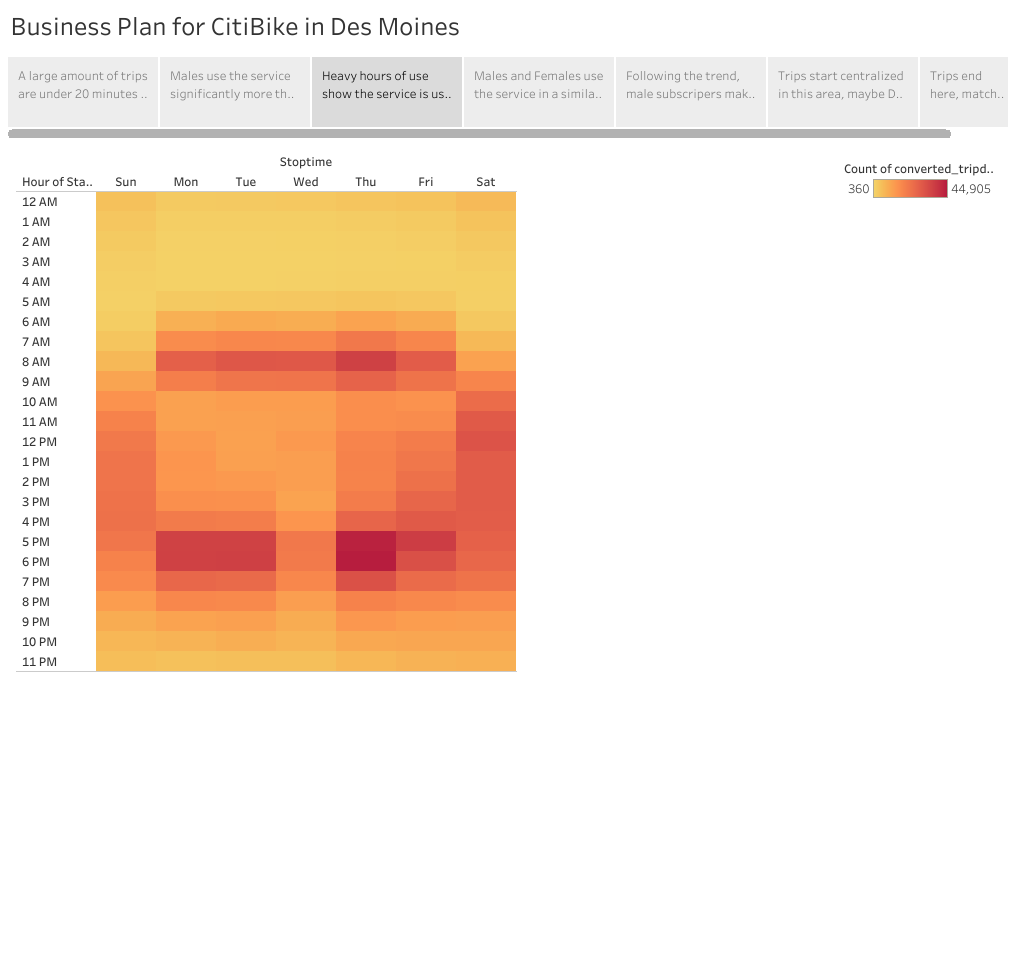 Business Plan for CitiBike in Des Moines
A large amount of trips
are under 20 minutes ..
Males use the service
significantly more th..
Heavy hours of use
show the service is us..
Males and Females use
the service in a simila..
Following the trend,
male subscripers mak..
Trips start centralized
in this area, maybe D..
Trips end
here, match..
Stoptime
Hour of Sta.. Sun Mon Tue Wed Thu Fri Sat
12 AM
1 AM
2 AM
3 AM
4 AM
5 AM
6 AM
7 AM
8 AM
9 AM
10 AM
11 AM
12 PM
1 PM
2 PM
3 PM
4 PM
5 PM
6 PM
7 PM
8 PM
9 PM
10 PM
11 PM
Count of converted_tripd..
360 44,905